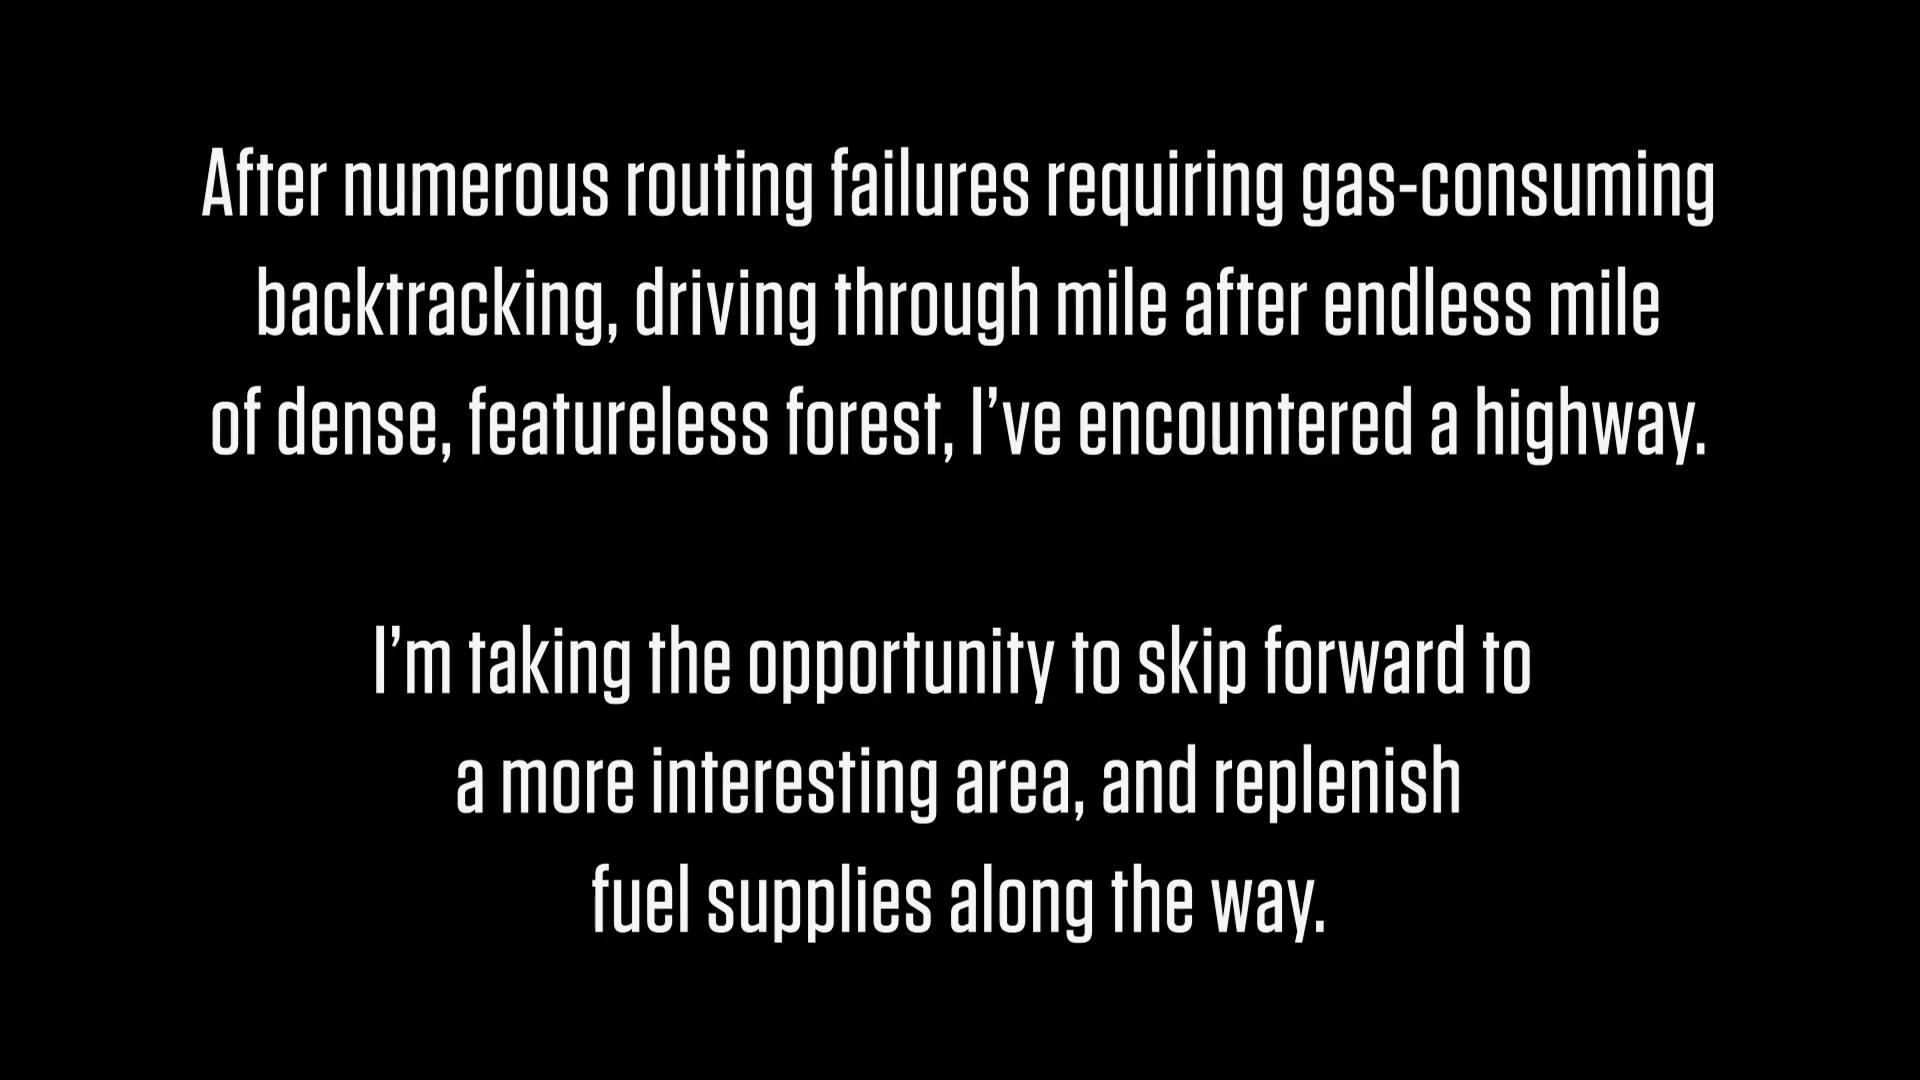 After numerous routing failures requiring gas-consuming
backtracking, driving through mile after endless mile
of dense, featureless forest, I’ve encountered a highway.
I’m taking the opportunity to skip forward to
a more interesting area, and replenish
fuel supplies along the way.